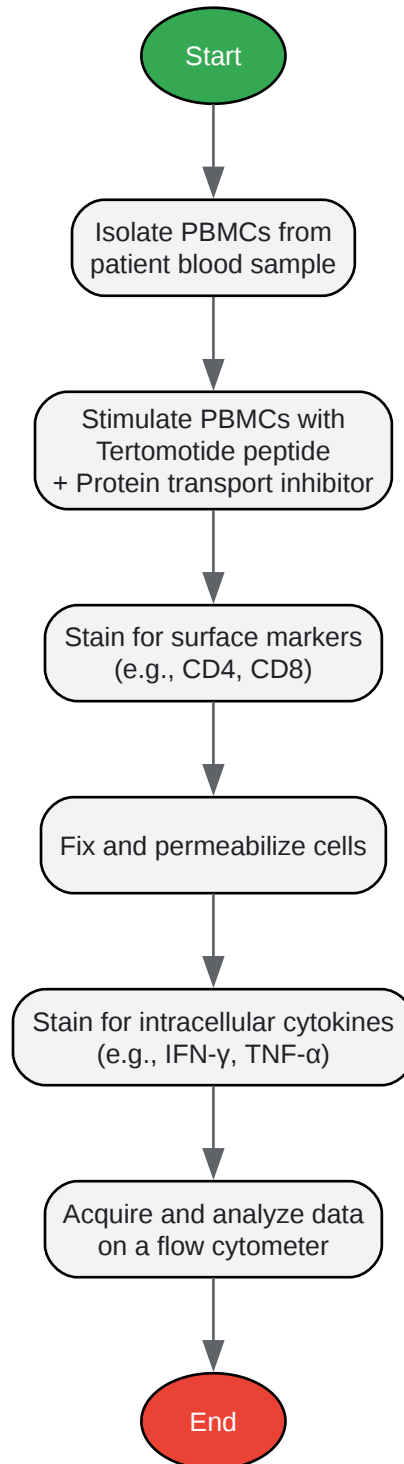 Start
Isolate PBMCs from
patient blood sample
Stimulate PBMCs with
Tertomotide peptide
+ Protein transport inhibitor
Stain for surface markers
(e.g., CD4, CD8)
Fix and permeabilize cells
Stain for intracellular cytokines
(e.g., IFN-γ, TNF-α)
Acquire and analyze data
on a flow cytometer
End